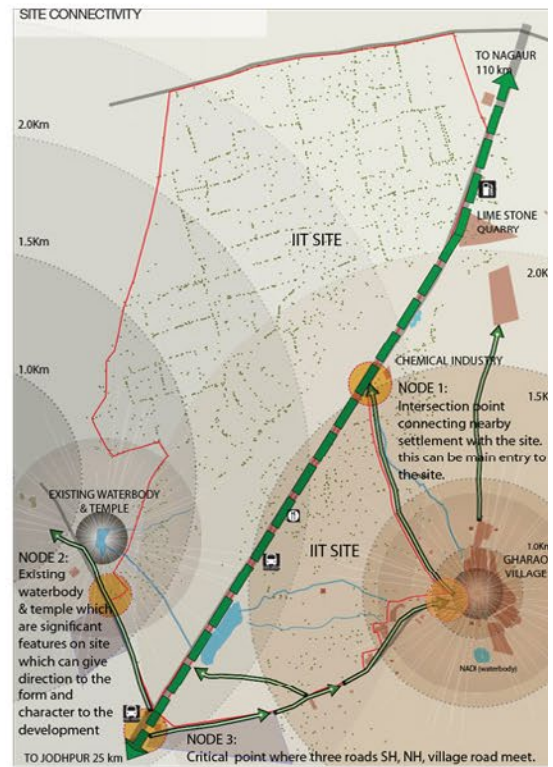 SITE CONNECTIVITY
TO NAGAUR
110 km
2.0Km
LIME STONE
QUARRY
IIT SITE
1.5Km
2.0K
1.0Km
CHEMICAL INDUSTRY
NODE 1:
Intersection point
connecting nearby
settlement with the site.
this can be main entry to
the site.
1.5K
EXISTING WATERBODY
& TEMPLE
IIT SITE
1.0Km
GHARAO
VILLAGE
NODE 2:
Existing
waterbody
& temple which
are significant
features on site
which can give
direction to the
form and
character to the
development
NADI (waterbody)
NODE 3:
Critical point where three roads SH, NH, village road meet.
TO JODHPUR 25 km